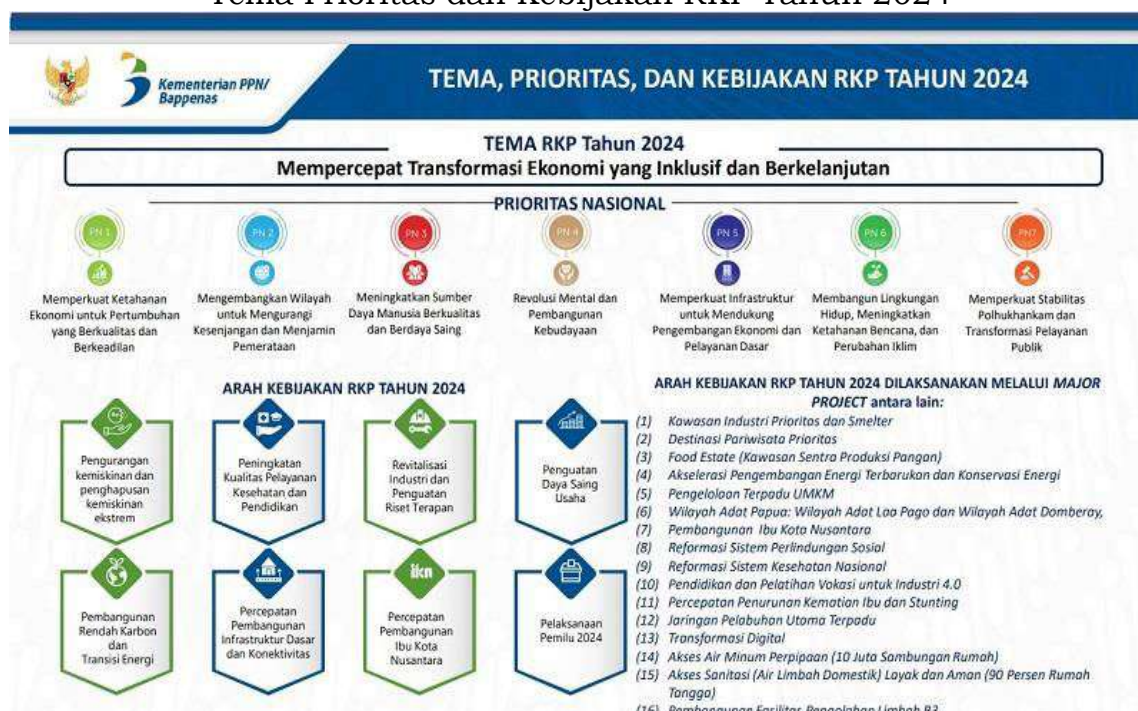 Tema Prioritas dan Kebijakan RKP Tahun 2024
Kementerian PPN/
Bappenas
TEMA, PRIORITAS, DAN KEBIJAKAN RKP TAHUN 2024
TEMA RKP Tahun 2024
Mempercepat Transformasi Ekonomi yang Inklusif dan Berkelanjutan
PRIORITAS NASIONAL
PN 1
PN 2
PN 3
PN 4
PN 5
PN 6
PN7
Memperkuat Ketahanan
Ekonomi untuk Pertumbuhan
yang Berkualitas dan
Berkeadilan
Mengembangkan Wilayah
untuk Mengurangi
Kesenjangan dan Menjamin
Pemerataan
Meningkatkan Sumber
Daya Manusia Berkualitas
dan Berdaya Saing
Revolusi Mental dan
Pembangunan
Kebudayaan
Memperkuat Infrastruktur
untuk Mendukung
Pengembangan Ekonomi dan
Pelayanan Dasar
Membangun Lingkungan
Hidup, Meningkatkan
Ketahanan Bencana, dan
Perubahan Iklim
Memperkuat Stabilitas
Polhukhankam dan
Transformasi Pelayanan
Publik
ARAH KEBIJAKAN RKP TAHUN 2024
Pengurangan
kemiskinan dan
penghapusan
kemiskinan
ekstrem
Peningkatan
Kualitas Pelayanan
Kesehatan dan
Pendidikan
Revitalisasi
Industri dan
Penguatan
Riset Terapan
Penguatan
Daya Saing
Usaha
Pembangunan
Rendah Karbon
dan
Transisi Energi
Percepatan
Pembangunan
Infrastruktur Dasar
dan Konektivitas
ikn
Percepatan
Pembangunan
Ibu Kota
Nusantara
Pelaksanaan
Pemilu 2024
ARAH KEBIJAKAN RKP TAHUN 2024 DILAKSANAKAN MELALUI MAJOR
PROJECT antara lain:
(1) Kawasan Industri Prioritas dan Smelter
(2) Destinasi Pariwisata Prioritas
(3) Food Estate (Kawasan Sentra Produksi Pangan)
(4) Akselerasi Pengembangan Energi Terbarukan dan Konservasi Energi
(5) Pengelolaan Terpadu UMKM
(6) Wilayah Adat Papua: Wilayah Adat Laa Pago dan Wilayah Adat Domberay,
(7) Pembangunan Ibu Kota Nusantara
(8) Reformasi Sistem Perlindungan Sosial
(9) Reformasi Sistem Kesehatan Nasional
(10) Pendidikan dan Pelatihan Vokasi untuk Industri 4.0
(11) Percepatan Penurunan Kematian Ibu dan Stunting
(12) Jaringan Pelabuhan Utama Terpadu
(13) Transformasi Digital
(14) Akses Air Minum Perpipaan (10 Juta Sambungan Rumah)
(15) Akses Sanitasi (Air Limbah Domestik) Layak dan Aman (90 Persen Rumah
Tangga)
(16) Pembangunan Fasilitas Pengolahan Limbah B3